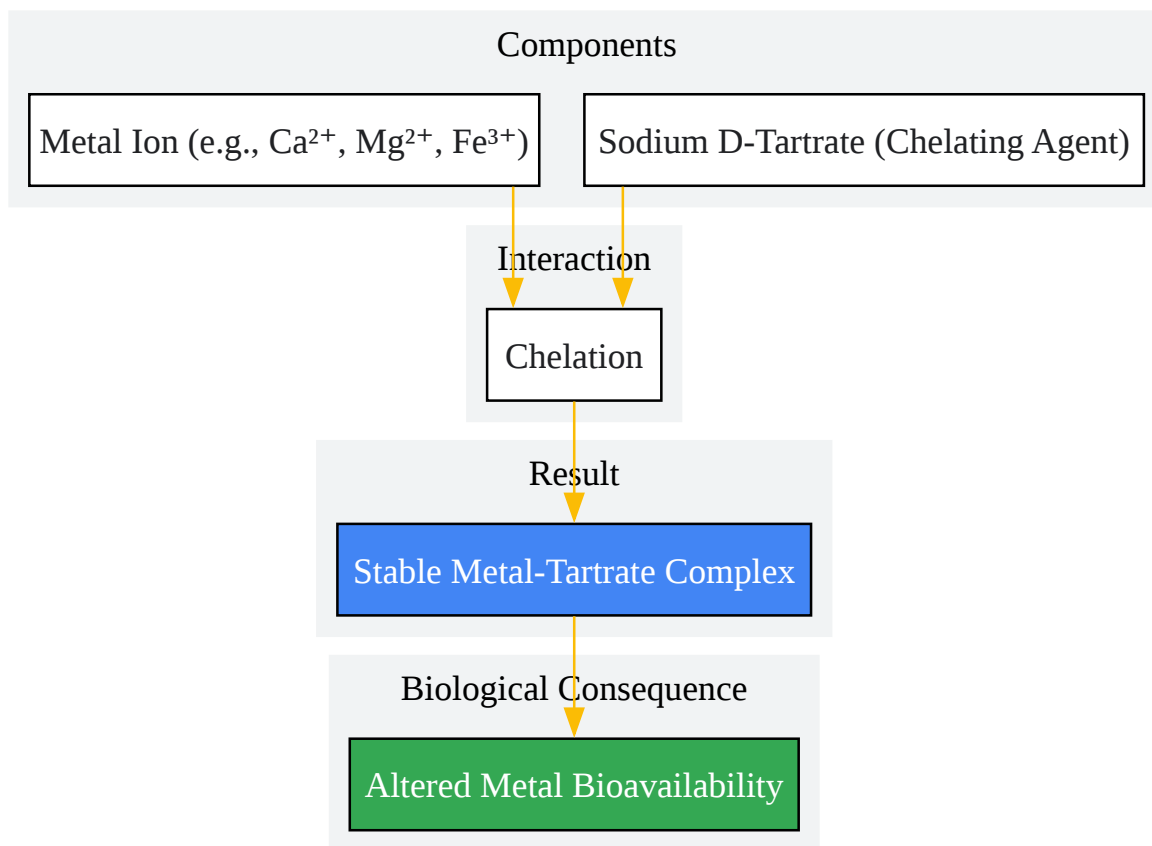 Components
Metal Ion (e.g., Ca²⁺, Mg²⁺, Fe³⁺)
Sodium D-Tartrate (Chelating Agent)
Interaction
Chelation
Result
Stable Metal-Tartrate Complex
Biological Consequence
Altered Metal Bioavailability